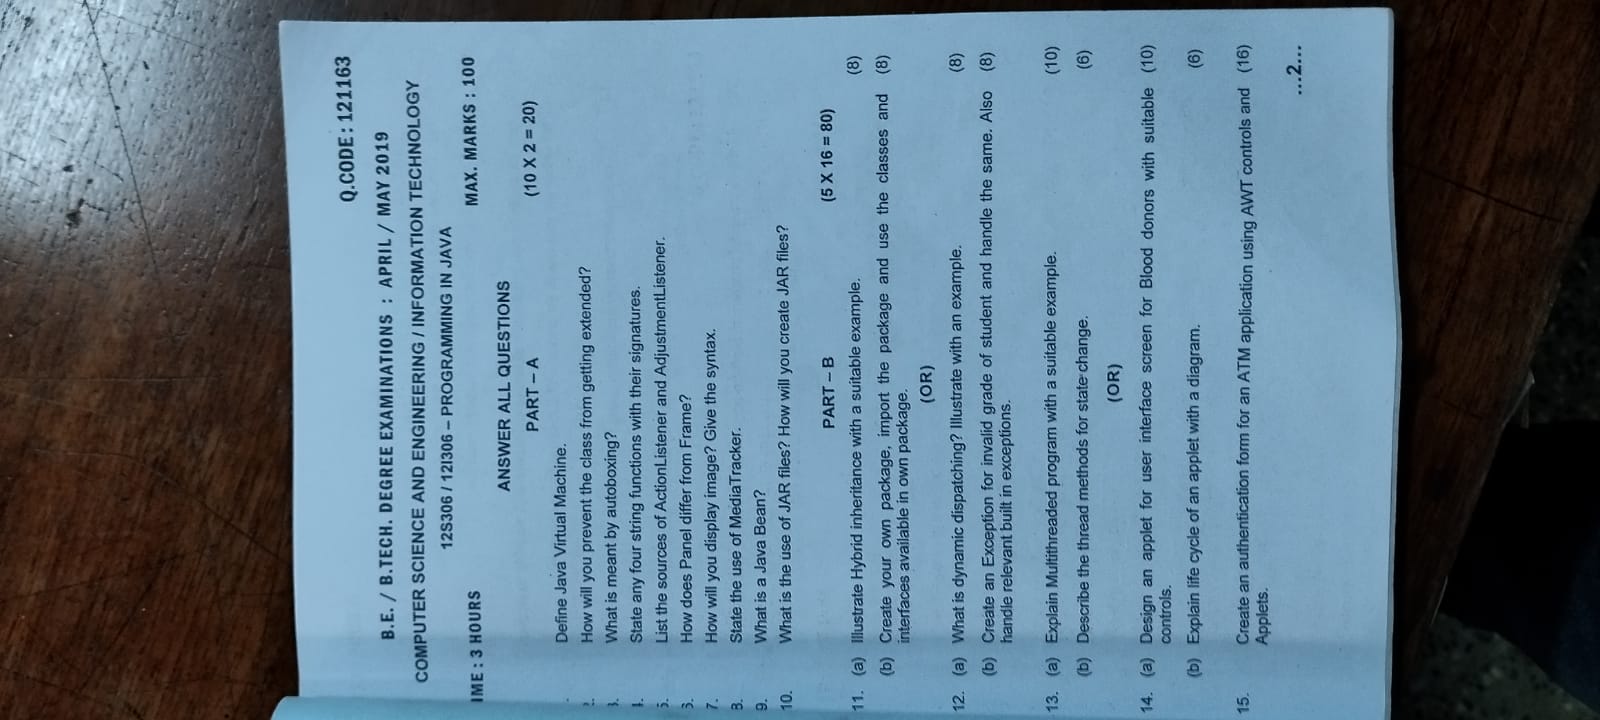 Q.CODE : 121163
B.E. / B.TECH. DEGREE EXAMINATIONS : APRIL / MAY 2019
COMPUTER SCIENCE AND ENGINEERING / INFORMATION TECHNOLOGY
12S306 / 12I306 – PROGRAMMING IN JAVA
IME : 3 HOURS MAX. MARKS : 100
ANSWER ALL QUESTIONS
PART – A (10 X 2 = 20)
Define Java Virtual Machine.
How will you prevent the class from getting extended?
What is meant by autoboxing?
State any four string functions with their signatures.
5. List the sources of ActionListener and AdjustmentListener.
6. How does Panel differ from Frame?
7. How will you display image? Give the syntax.
8. State the use of MediaTracker.
9. What is a Java Bean?
10. What is the use of JAR files? How will you create JAR files?
PART – B (5 X 16 = 80)
11. (a) Illustrate Hybrid inheritance with a suitable example. (8)
(b) Create your own package, import the package and use the classes and (8)
interfaces available in own package.
(OR)
12. (a) What is dynamic dispatching? Illustrate with an example. (8)
(b) Create an Exception for invalid grade of student and handle the same. Also (8)
handle relevant built in exceptions.
13. (a) Explain Multithreaded program with a suitable example. (10)
(b) Describe the thread methods for state change. (6)
(OR)
14. (a) Design an applet for user interface screen for Blood donors with suitable (10)
controls.
(b) Explain life cycle of an applet with a diagram. (6)
15. Create an authentication form for an ATM application using AWT controls and (16)
Applets.
...2...